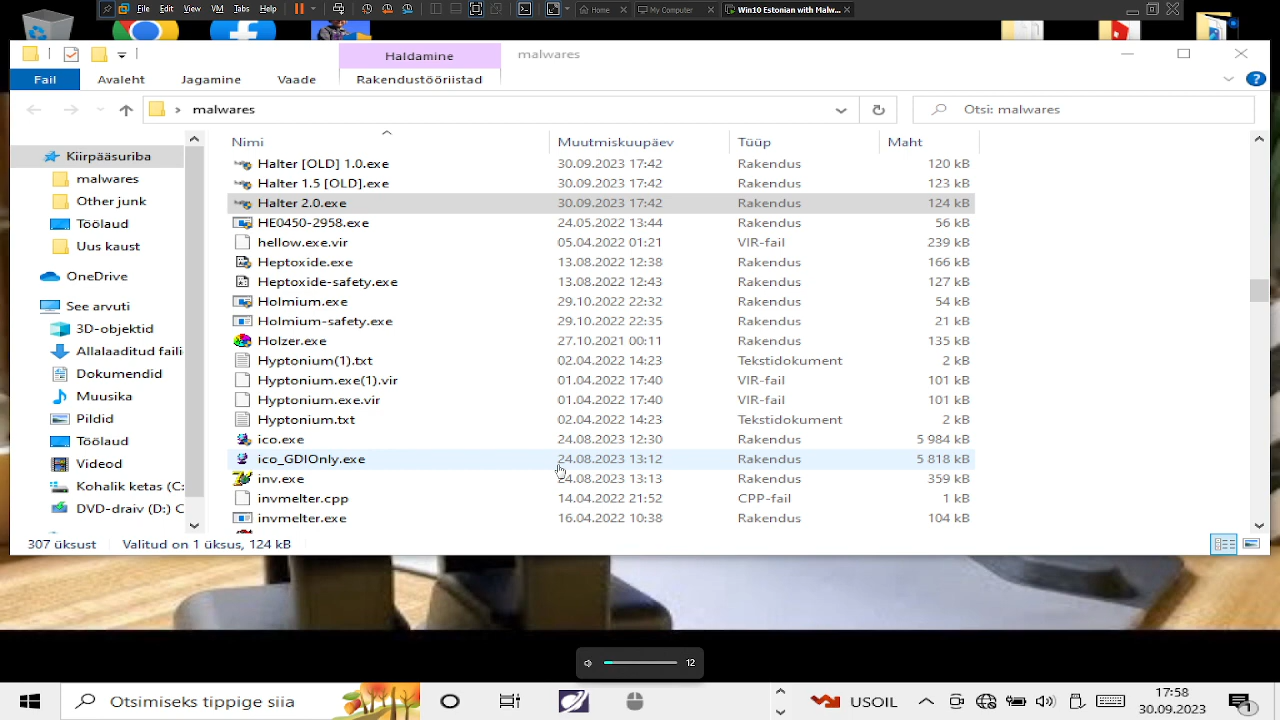 File Edit View VM Tabs Help Home My Computer Win10 Estonian with Malw...
Haldamine malwares
Fail Avaleht Jagamine Vaade Rakendustööriistad
malwares Otsi: malwares
Nimi Muutmiskuupäev Tüüp Maht
Kiirpääsuriba
malwares
Other junk
Töölaud
Uus kaust
OneDrive
See arvuti
3D-objektid
Allalaaditud faili
Dokumendid
Muusika
Pildid
Töölaud
Videod
Kohalik ketas (C:
DVD-draiv (D:) C
Halter [OLD] 1.0.exe 30.09.2023 17:42 Rakendus 120 kB
Halter 1.5 [OLD].exe 30.09.2023 17:42 Rakendus 123 kB
Halter 2.0.exe 30.09.2023 17:42 Rakendus 124 kB
HE0450-2958.exe 24.05.2022 13:44 Rakendus 56 kB
hellow.exe.vir 05.04.2022 01:21 VIR-fail 239 kB
Heptoxide.exe 13.08.2022 12:38 Rakendus 166 kB
Heptoxide-safety.exe 13.08.2022 12:43 Rakendus 127 kB
Holmium.exe 29.10.2022 22:32 Rakendus 54 kB
Holmium-safety.exe 29.10.2022 22:35 Rakendus 21 kB
Holzer.exe 27.10.2021 00:11 Rakendus 135 kB
Hyptonium(1).txt 02.04.2022 14:23 Tekstidokument 2 kB
Hyptonium.exe(1).vir 01.04.2022 17:40 VIR-fail 101 kB
Hyptonium.exe.vir 01.04.2022 17:40 VIR-fail 101 kB
Hyptonium.txt 02.04.2022 14:23 Tekstidokument 2 kB
ico.exe 24.08.2023 12:30 Rakendus 5 984 kB
ico_GDIOnly.exe 24.08.2023 13:12 Rakendus 5 818 kB
inv.exe 24.08.2023 13:13 Rakendus 359 kB
invmelter.cpp 14.04.2022 21:52 CPP-fail 1 kB
invmelter.exe 16.04.2022 10:38 Rakendus 104 kB
307 üksust Valitud on 1 üksus, 124 kB
12
Otsimiseks tippige siia USOIL 17:58
30.09.2023
1